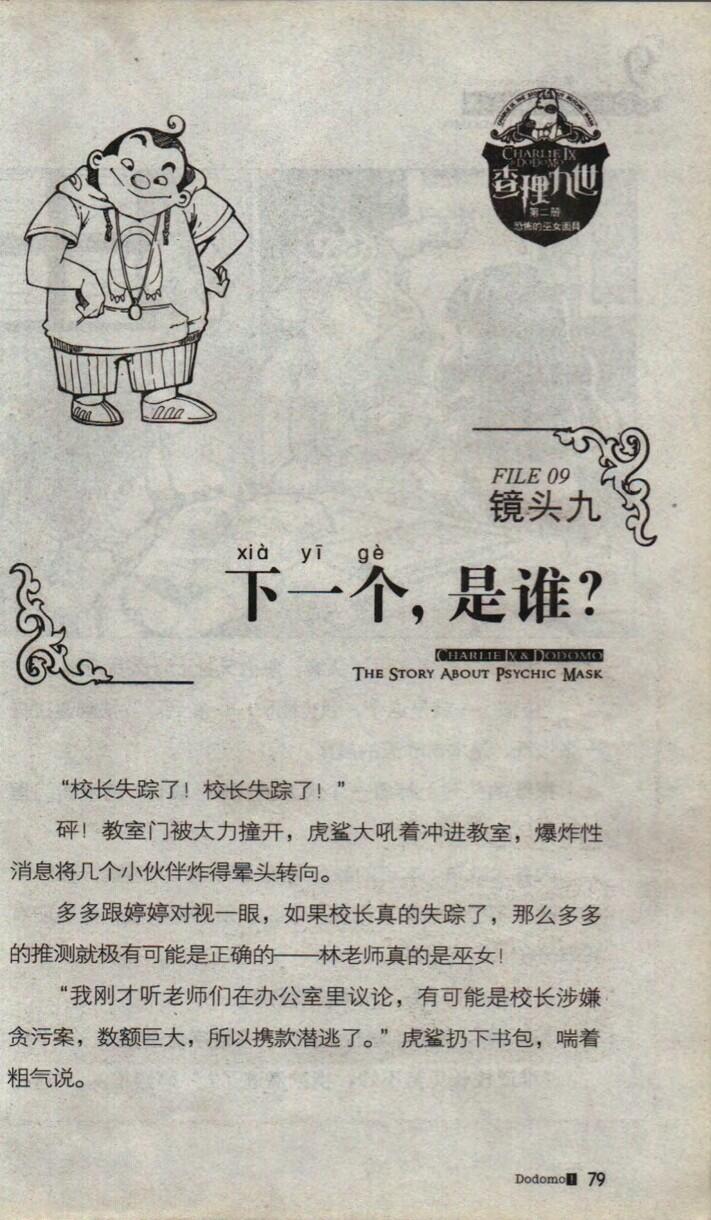 CHARLIE IX
& DODOMO
查理九世
第二册
恐怖的巫女面具
FILE 09
镜头九
xià yī gè
下一个，是谁？
CHARLIE IX & DODOMO
THE STORY ABOUT PSYCHIC MASK
“校长失踪了！校长失踪了！”
砰！教室门被大力撞开，虎鲨大吼着冲进教室，爆炸性
消息将几个小伙伴炸得晕头转向。
多多跟婷婷对视一眼，如果校长真的失踪了，那么多多
的推测就极有可能是正确的——林老师真的是巫女！
“我刚才听老师们在办公室里议论，有可能是校长涉嫌
贪污案，数额巨大，所以携款潜逃了。”虎鲨扔下书包，喘着
粗气说。
Dodomo! 79